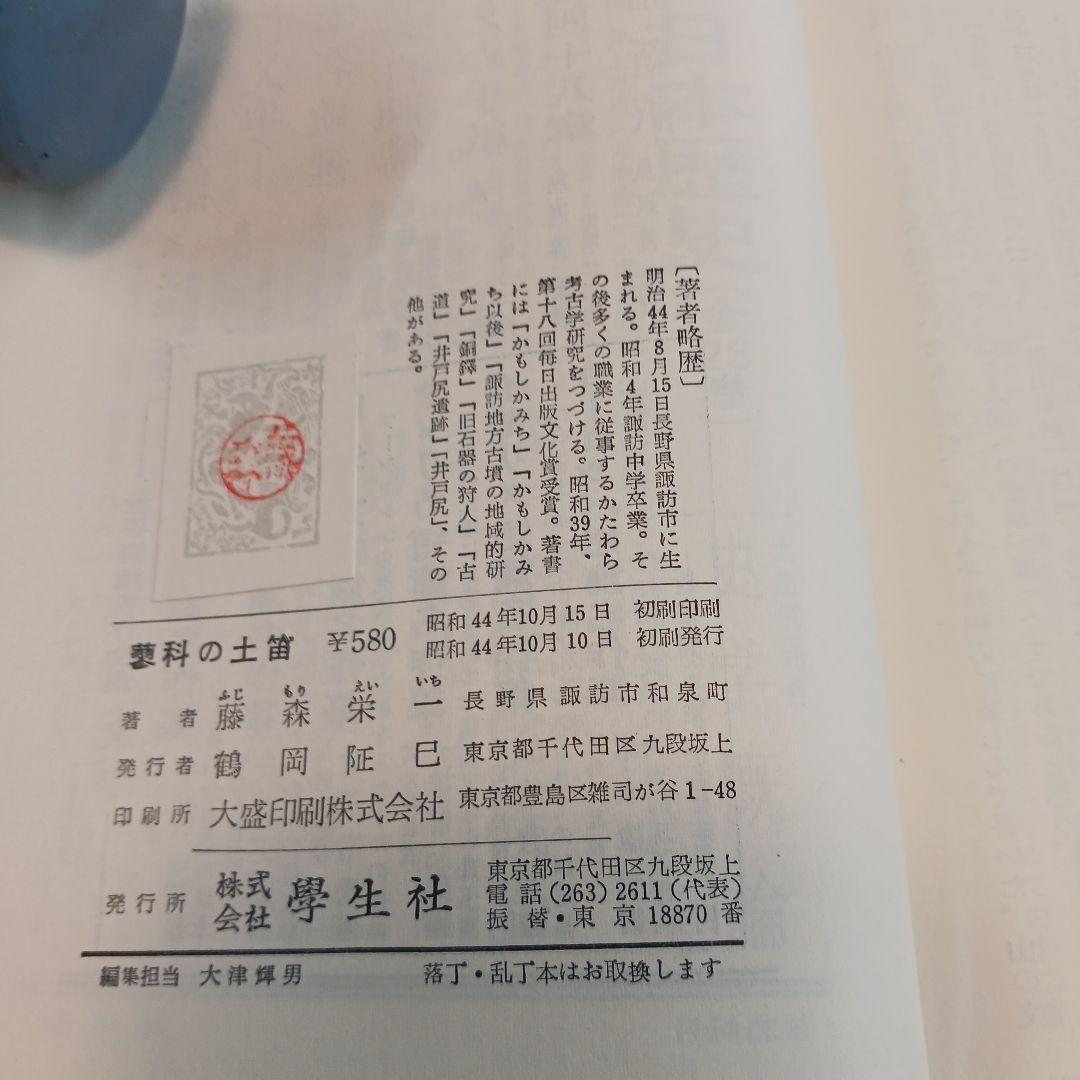 〔著者略歴〕
明治44年8月15日長野県諏訪市に生
まれる。昭和4年諏訪中学卒業。そ
の後多くの職業に従事するかたわら
考古学研究をつづける。昭和39年、
第十八回毎日出版文化賞受賞。著書
には「かもしかみち」「かもしかみ
ち以後」「諏訪地方古墳の地域的研
究」「銅鐸」「旧石器の狩人」「古
道」「井戸尻遺跡」「井戸尻」、その
他がある。
蓼科の土笛 ¥580
昭和44年10月15日 初刷印刷
昭和44年10月10日 初刷発行
ふじ もり えい いち
著者 藤森栄一 長野県諏訪市和泉町
発行者 鶴岡阷巳 東京都千代田区九段坂上
印刷所 大盛印刷株式会社 東京都豊島区雑司が谷1-48
発行所 株式会社 學生社
東京都千代田区九段坂上
電話(263)2611(代表)
振替・東京18870番
編集担当 大津輝男 落丁・乱丁本はお取換します